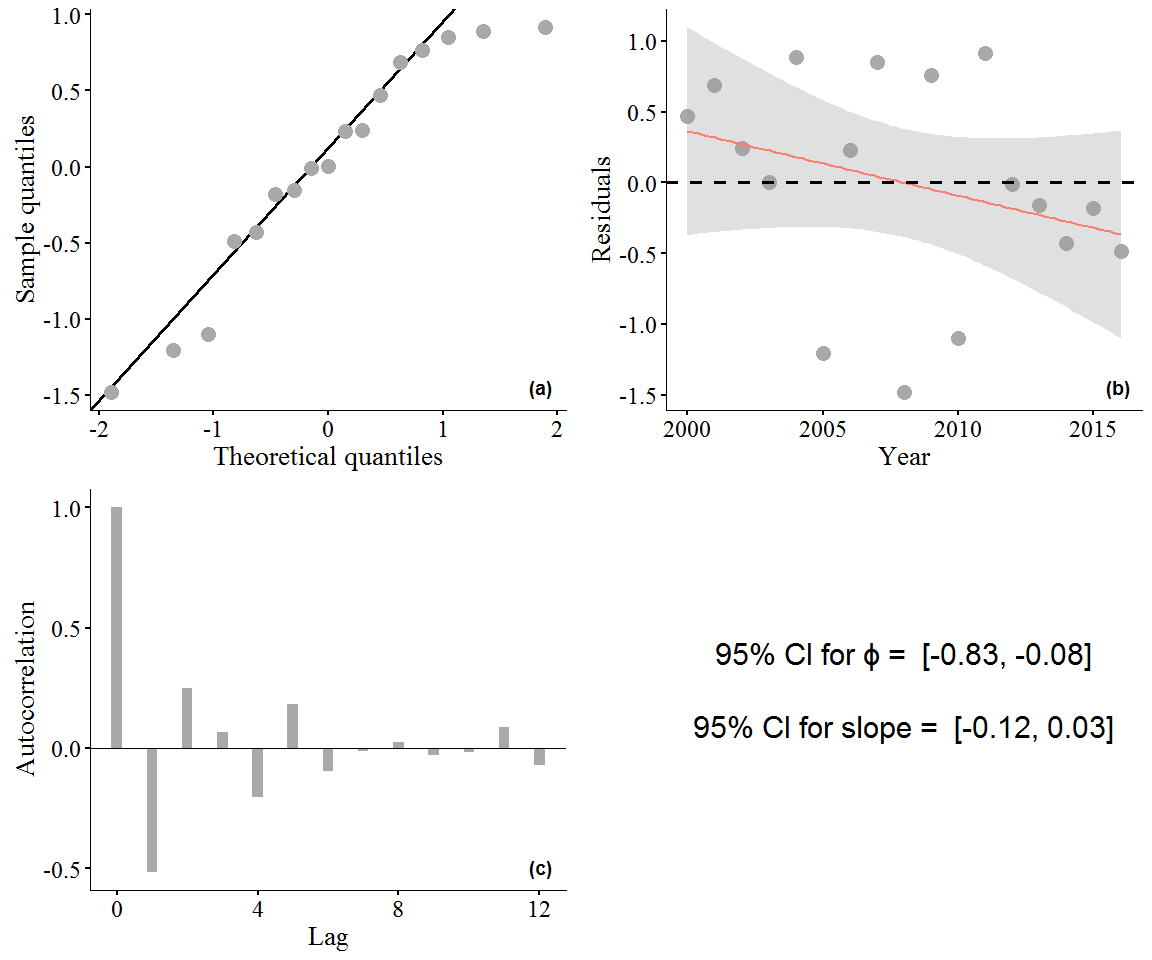 1.0
0.5
0.0
-0.5
-1.0
-1.5
Sample quantiles
(a)
-2
-1
0
1
2
Theoretical quantiles
1.0
0.5
0.0
-0.5
-1.0
-1.5
Residuals
(b)
2000
2005
2010
2015
Year
1.0
0.5
0.0
-0.5
Autocorrelation
(c)
0
4
8
12
Lag
95% CI for ϕ = [-0.83, -0.08]
95% CI for slope = [-0.12, 0.03]